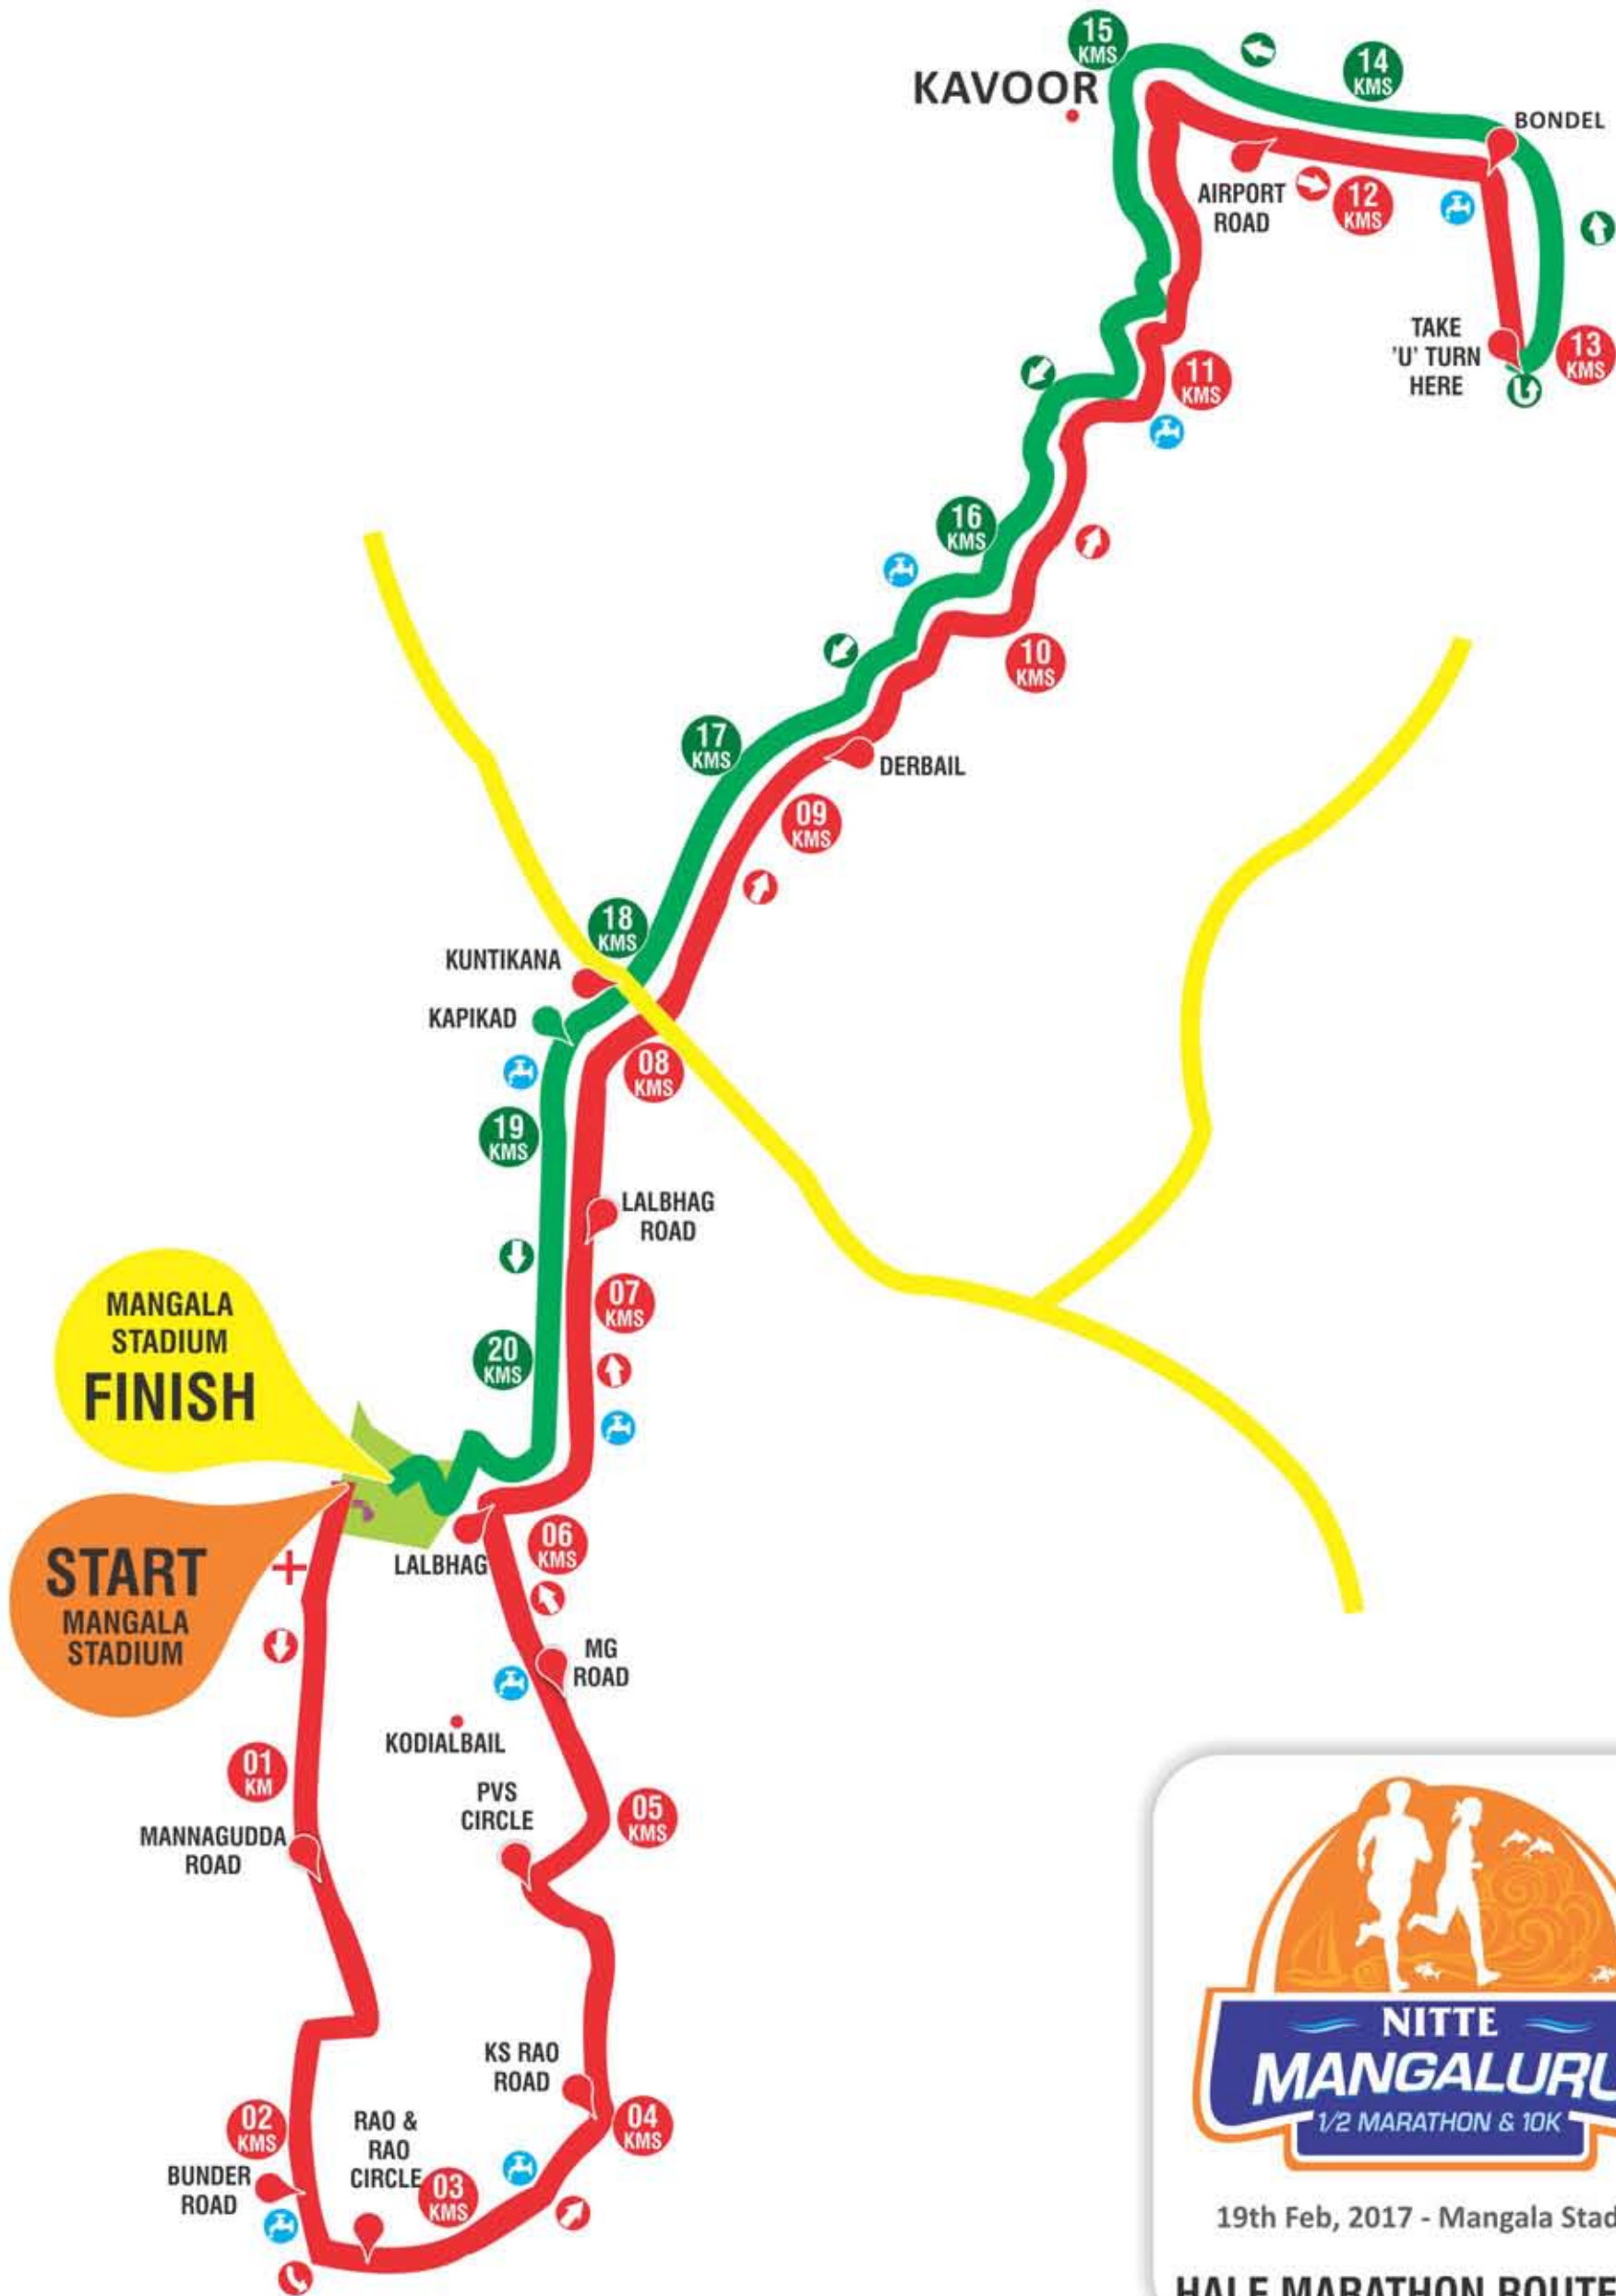 15
KMS
KAVOOR
14
KMS
BONDEL
AIRPORT
ROAD
12
KMS
TAKE
'U' TURN
HERE
13
KMS
11
KMS
16
KMS
10
KMS
17
KMS
DERBAIL
09
KMS
18
KMS
KUNTIKANA
KAPIKAD
08
KMS
19
KMS
LALBHAG
ROAD
07
KMS
MANGALA
STADIUM
FINISH
20
KMS
START
MANGALA
STADIUM
LALBHAG
06
KMS
MG
ROAD
KODIALBAIL
01
KM
PVS
CIRCLE
05
KMS
MANNAGUDDA
ROAD
KS RAO
ROAD
02
KMS
RAO &
RAO
CIRCLE
04
KMS
BUNDER
ROAD
03
KMS
NITTE
MANGALURU
1/2 MARATHON & 10K
19th Feb, 2017 - Mangala Stad
HALF MARATHON ROUTE